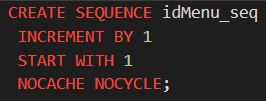 CREATE SEQUENCE idMenu_seq
INCREMENT BY 1
START WITH 1
NOCACHE NOCYCLE;